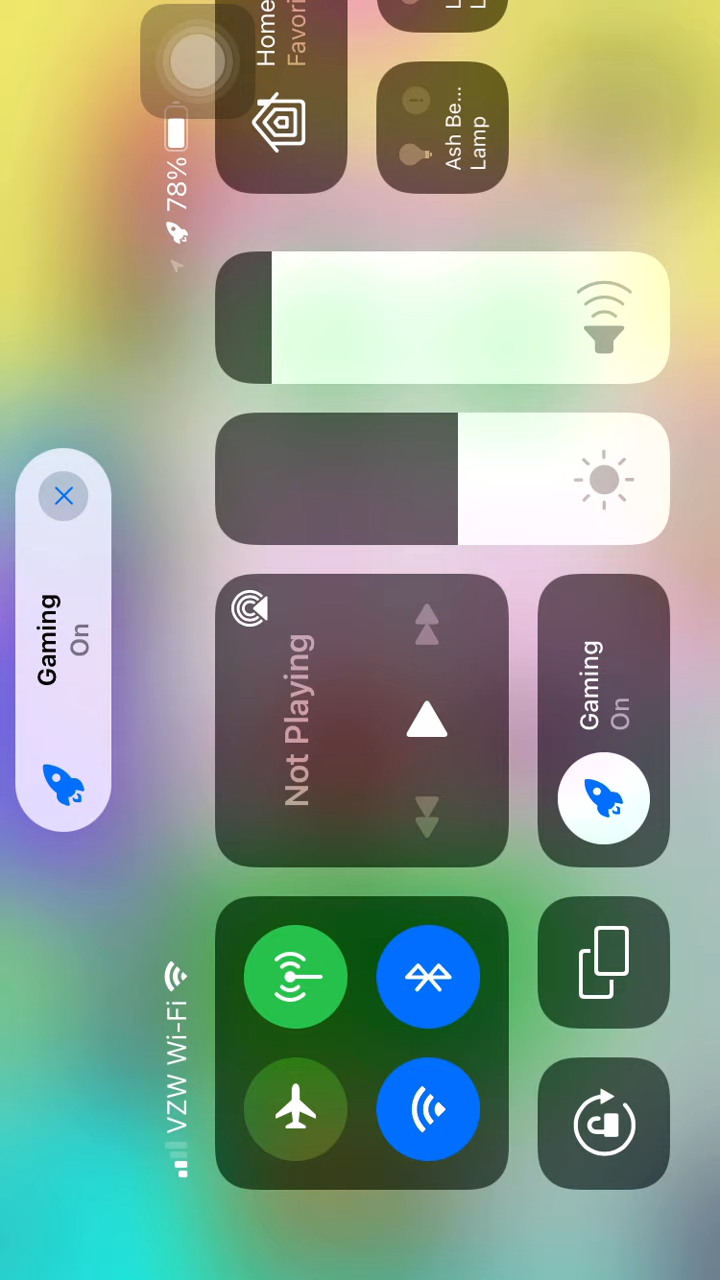 Gaming
On
VZW Wi-Fi
78%
Not Playing
Home
Favori
Ash Be...
Lamp
Gaming
On